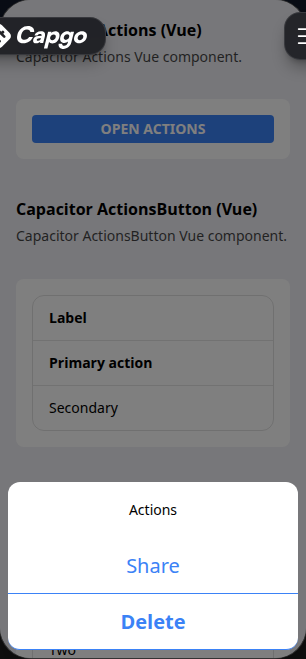 Capgo
Actions (Vue)
Capacitor Actions Vue component.
OPEN ACTIONS
Capacitor ActionsButton (Vue)
Capacitor ActionsButton Vue component.
Label
Primary action
Secondary
Actions
Share
Delete
Two